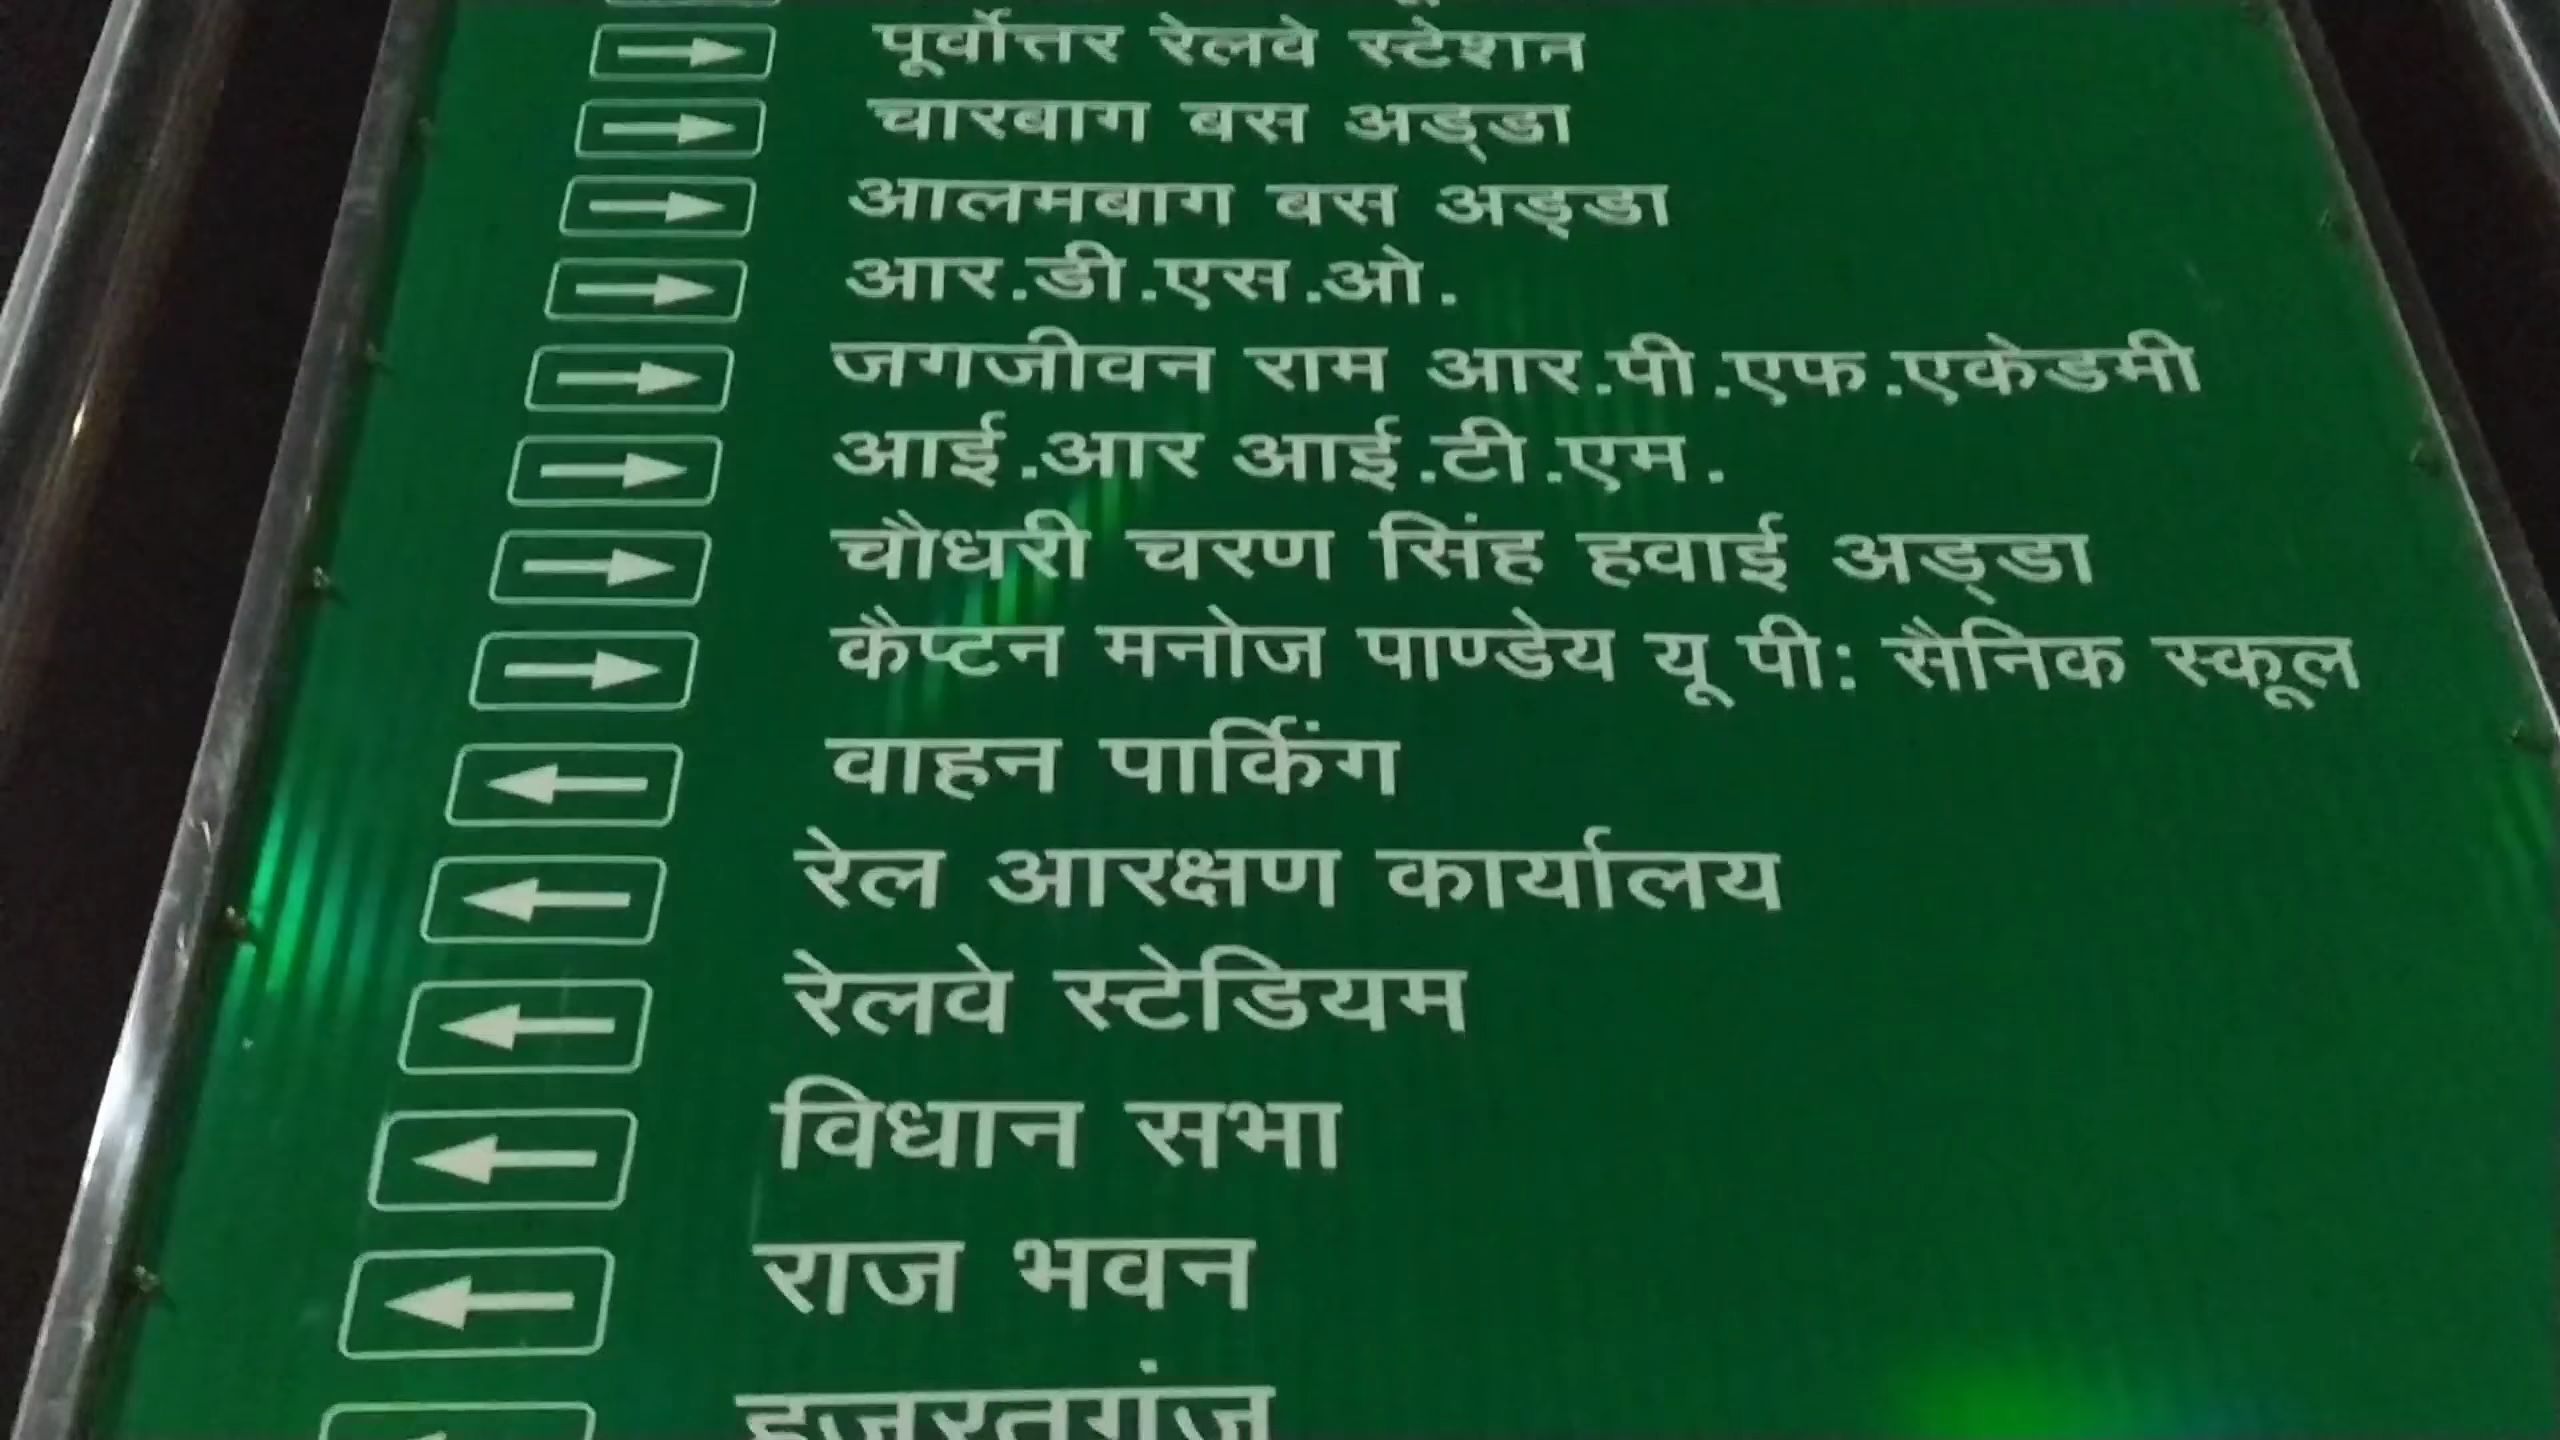 पूर्वोत्तर रेलवे स्टेशन
चारबाग बस अड्‌डा
आलमबाग बस अड्डा
आर.डी.एस.ओ.
जगजीवन राम आर.पी.एफ.एकेडमी
आई.आर आई.टी.एम.
चौधरी चरण सिंह हवाई अड्‌डा
कैप्टन मनोज पाण्डेय यू पी: सैनिक स्कूल
वाहन पार्किंग
रेल आरक्षण कार्यालय
रेलवे स्टेडियम
विधान सभा
राज भवन
हजरतगंज